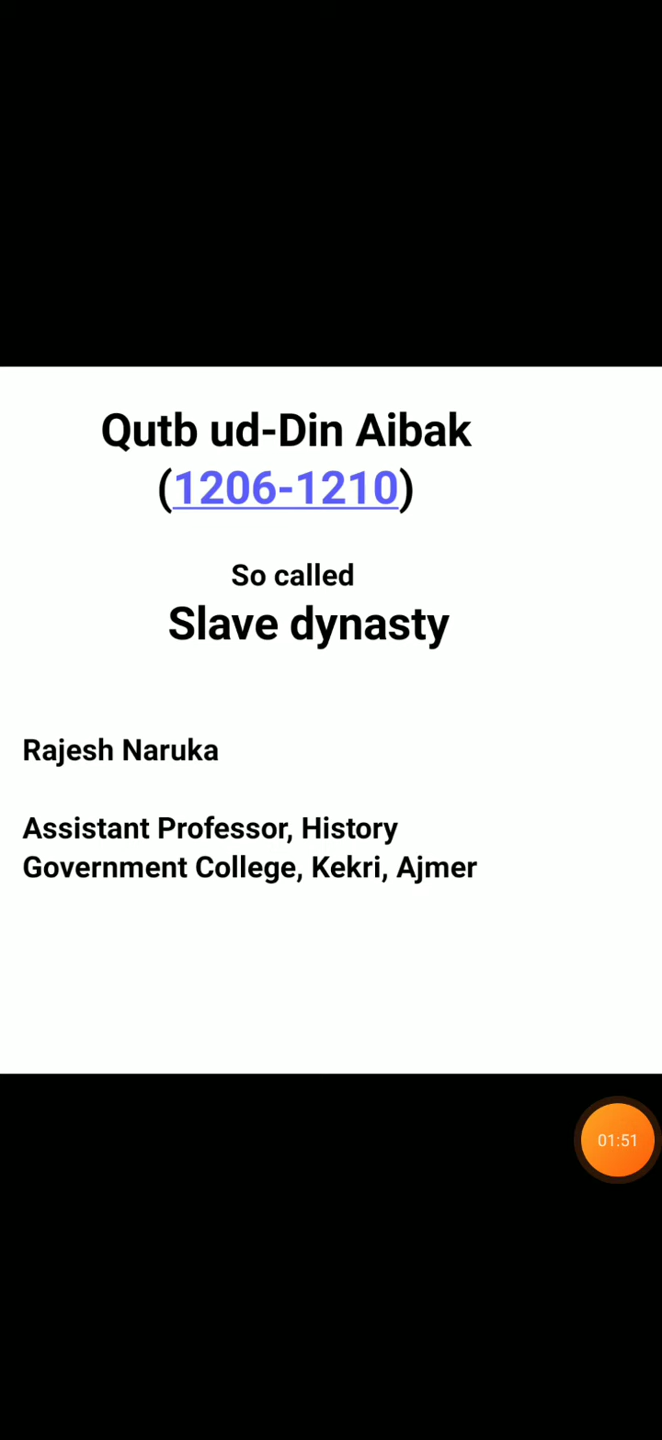 Qutb ud-Din Aibak
(1206-1210)
So called
Slave dynasty
Rajesh Naruka
Assistant Professor, History
Government College, Kekri, Ajmer
01:51